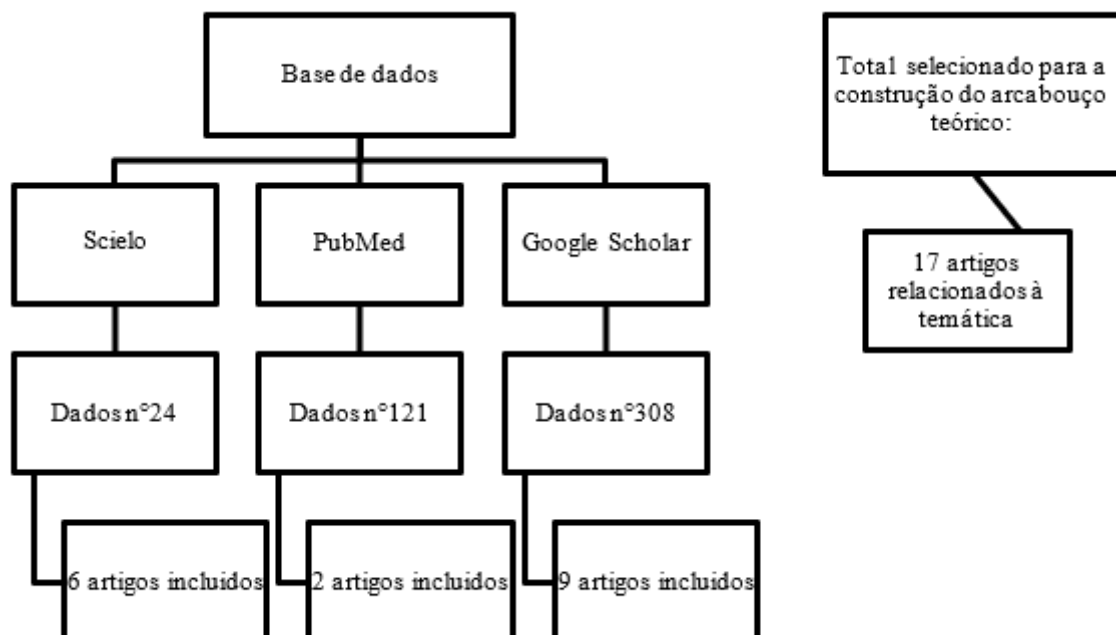 Base de dados
Total selecionado para a
construção do arcabouço
teórico:
Scielo
PubMed
Google Scholar
17 artigos
relacionados à
temática
Dados n°24
Dados n°121
Dados n°308
6 artigos incluidos
2 artigos incluidos
9 artigos incluidos